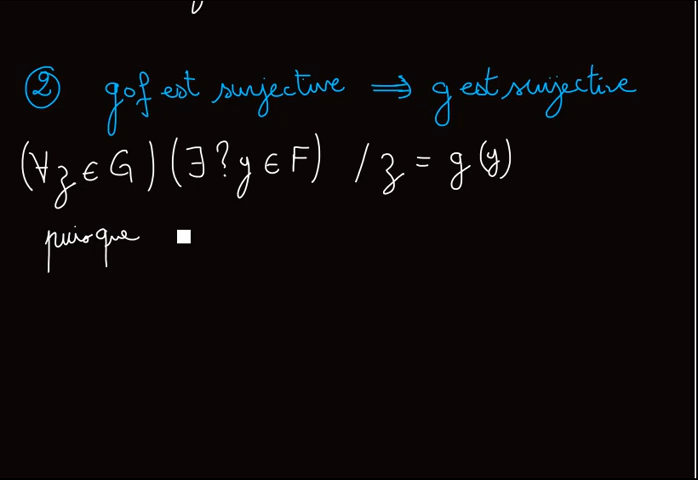 ② gof est surjective ⟹ g est surjective
(∀z ∈ G) (∃? y ∈ F) / z = g(y)
puisque